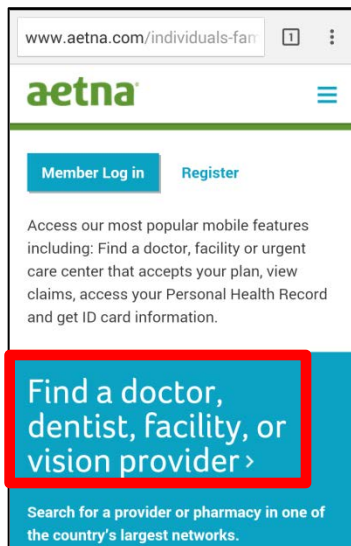 www.aetna.com/individuals-fam
1
aetna
Member Log in
Register
Access our most popular mobile features
including: Find a doctor, facility or urgent
care center that accepts your plan, view
claims, access your Personal Health Record
and get ID card information.
Find a doctor,
dentist, facility, or
vision provider ›
Search for a provider or pharmacy in one of
the country's largest networks.